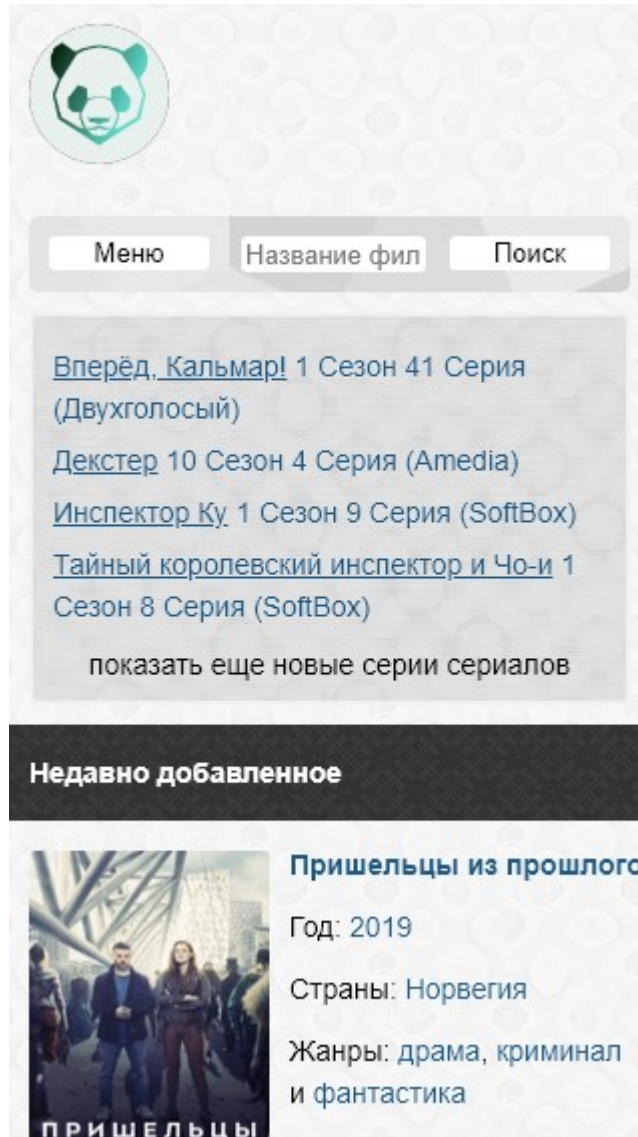 Меню
Название фил
Поиск
Вперёд, Кальмар! 1 Сезон 41 Серия
(Двухголосый)
Декстер 10 Сезон 4 Серия (Amedia)
Инспектор Ку 1 Сезон 9 Серия (SoftBox)
Тайный королевский инспектор и Чо-и 1
Сезон 8 Серия (SoftBox)
показать еще новые серии сериалов
Недавно добавленное
Пришельцы из прошлого
Год: 2019
Страны: Норвегия
Жанры: драма, криминал
и фантастика
ПРИШЕЛЬЦЫ